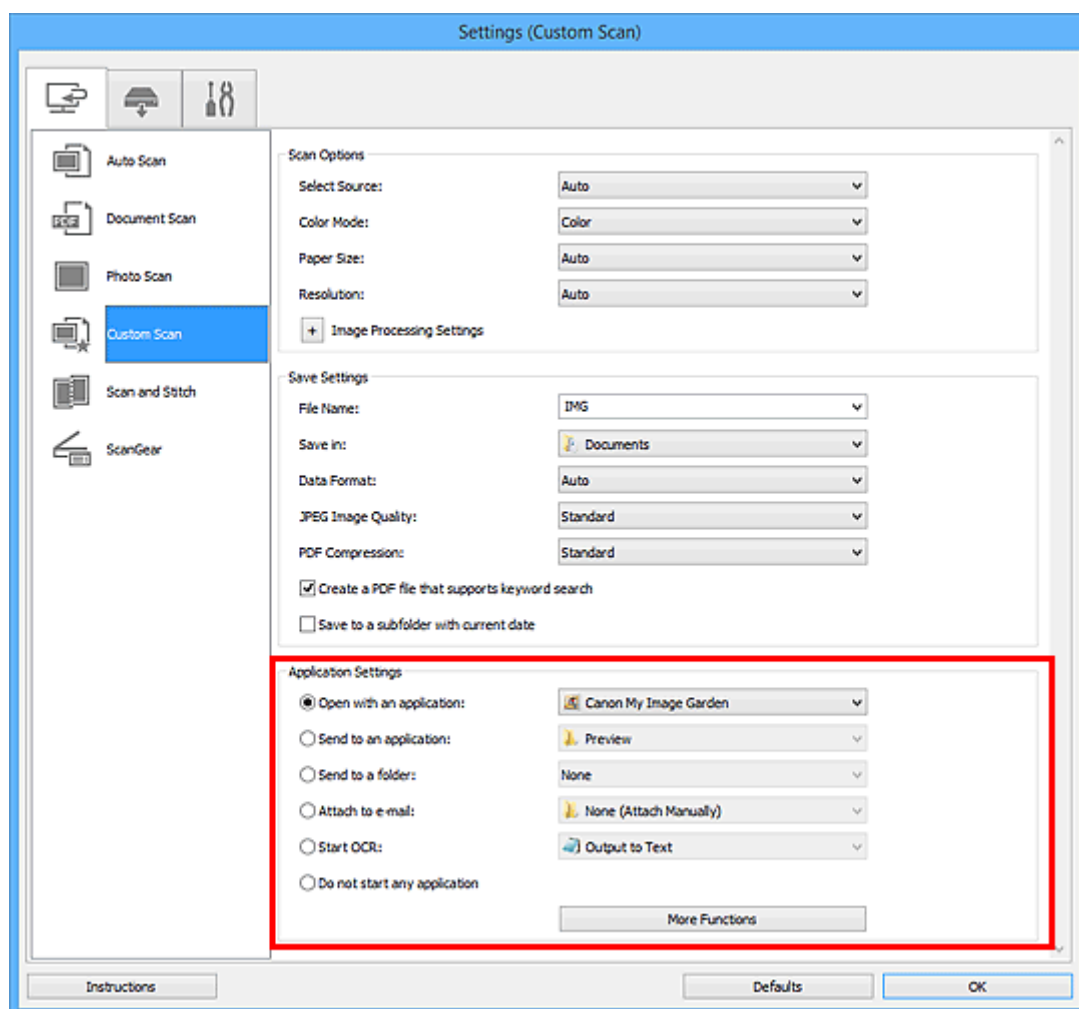 Settings (Custom Scan)
Auto Scan
PDF
Document Scan
Photo Scan
Custom Scan
Scan and Stitch
ScanGear
Scan Options
Select Source: Auto
Color Mode: Color
Paper Size: Auto
Resolution: Auto
+ Image Processing Settings
Save Settings
File Name: IMG
Save in: Documents
Data Format: Auto
JPEG Image Quality: Standard
PDF Compression: Standard
Create a PDF file that supports keyword search
Save to a subfolder with current date
Application Settings
Open with an application: Canon My Image Garden
Send to an application: Preview
Send to a folder: None
Attach to e-mail: None (Attach Manually)
Start OCR: Output to Text
Do not start any application
More Functions
Instructions Defaults OK